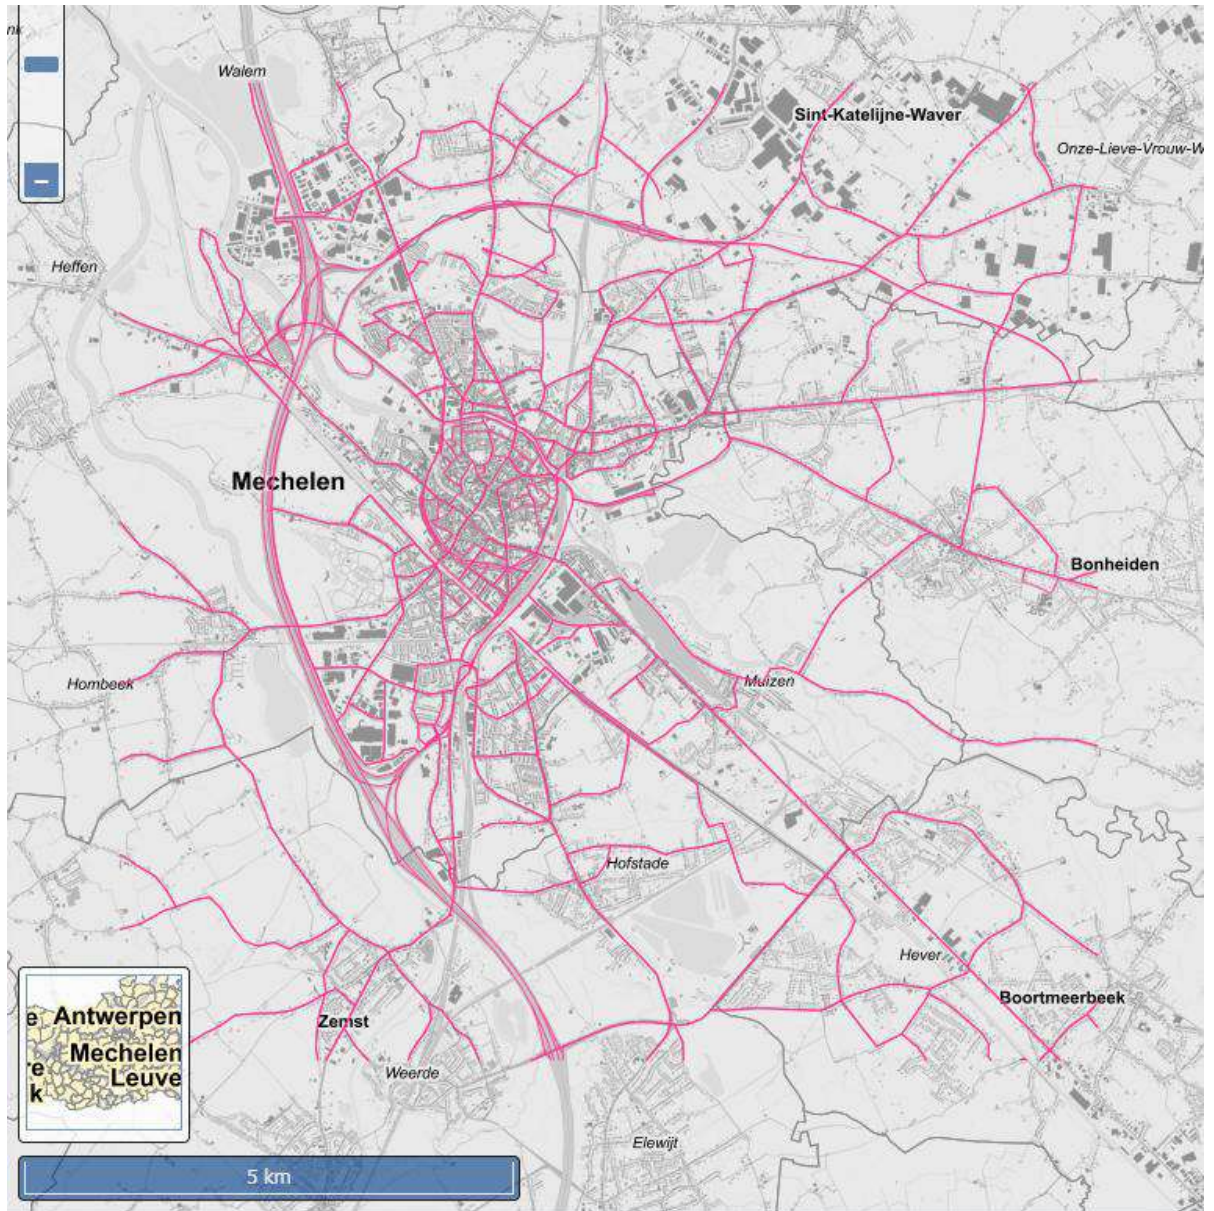 Walem
Sint-Katelijne-Waver
Onze-Lieve-Vrouw-W
–
Heffen
Mechelen
Bonheiden
Hombeek
Muizen
Hofstade
Hever
Boortmeerbeek
Zemst
Weerde
Elewijt
e Antwerpen
Mechelen
re Leuve
k
5 km